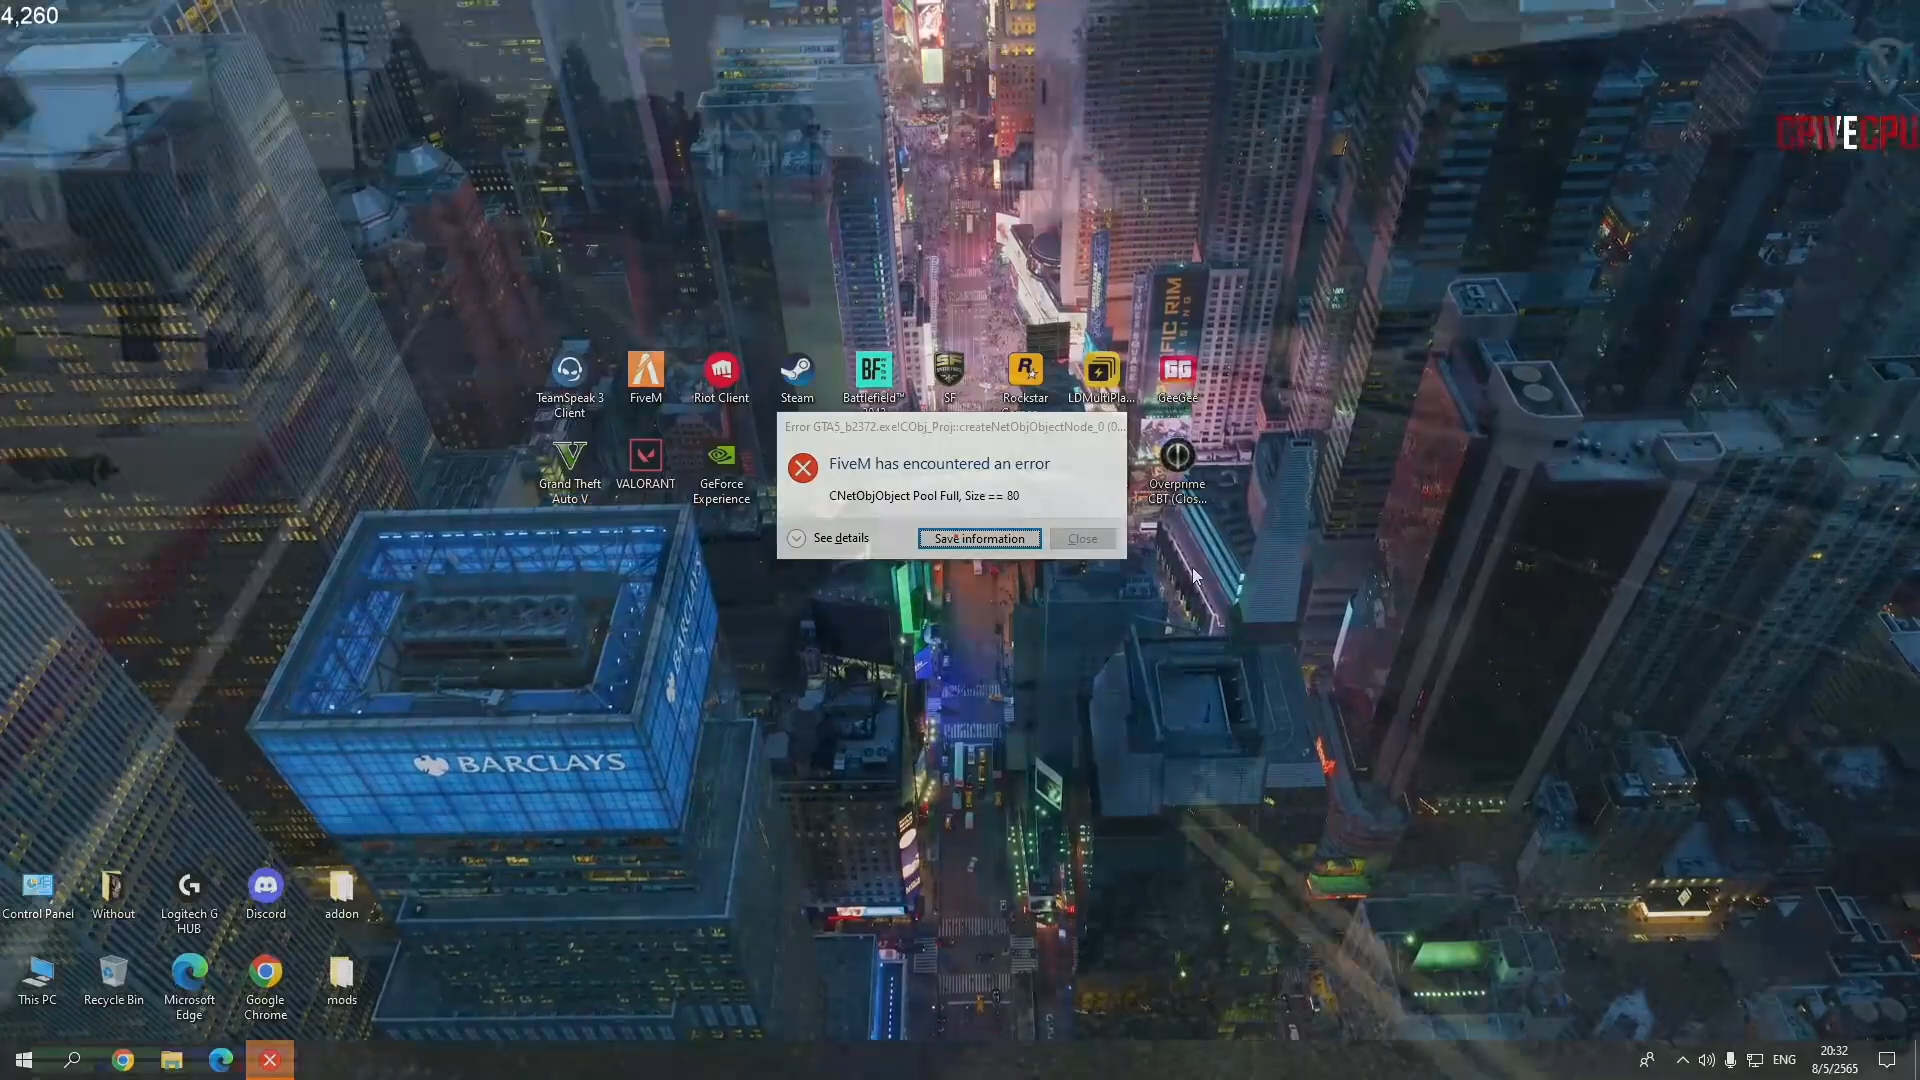 4,260
TeamSpeak 3
Client
FiveM
Riot Client
Steam
Battlefield™
SF
Rockstar
LDMultiPla...
GeeGee
Error GTA5_b2372.exe!CObj_Proj::createNetObjObjectNode_0 (0...
FiveM has encountered an error
CNetObjObject Pool Full, Size == 80
See details
Save information
Close
Grand Theft
Auto V
VALORANT
GeForce
Experience
Overprime
CBT (Clos...
BARCLAYS
BARCLAYS
Control Panel
Without
Logitech G
HUB
Discord
addon
This PC
Recycle Bin
Microsoft
Edge
Google
Chrome
mods
ENG
20:32
8/5/2565